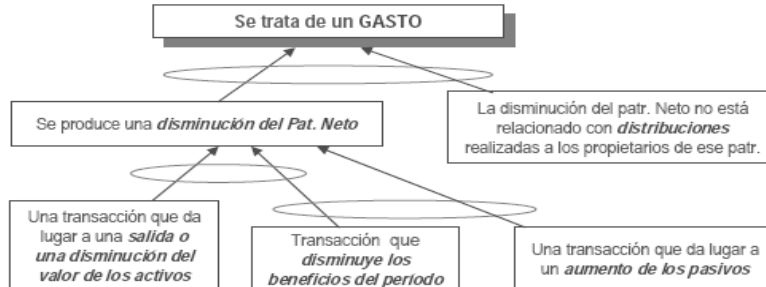 Se trata de un GASTO
Se produce una disminución del Pat. Neto
La disminución del patr. Neto no está
relacionado con distribuciones
realizadas a los propietarios de ese patr.
Una transacción que da
lugar a una salida o
una disminución del
valor de los activos
Transacción que
disminuye los
beneficios del período
Una transacción que da lugar a
un aumento de los pasivos